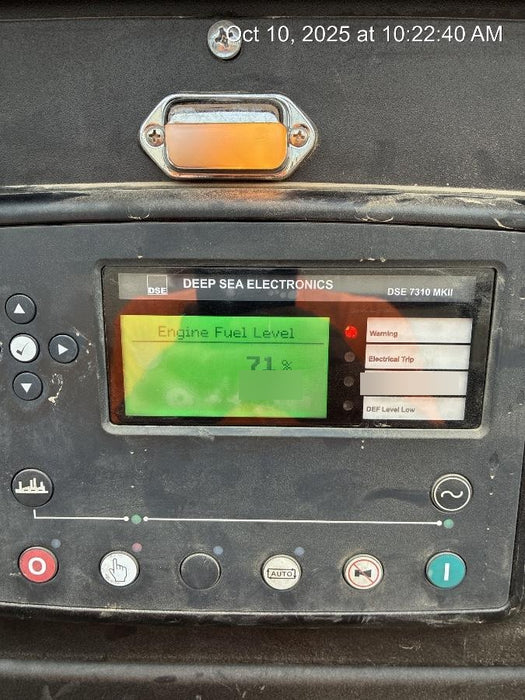 Oct 10, 2025 at 10:22:40 AM
DSE
DEEP SEA ELECTRONICS
DSE 7310 MKII
Engine Fuel Level
71 %
Warning
Electrical Trip
DEF Level Low
O
AUTO
I